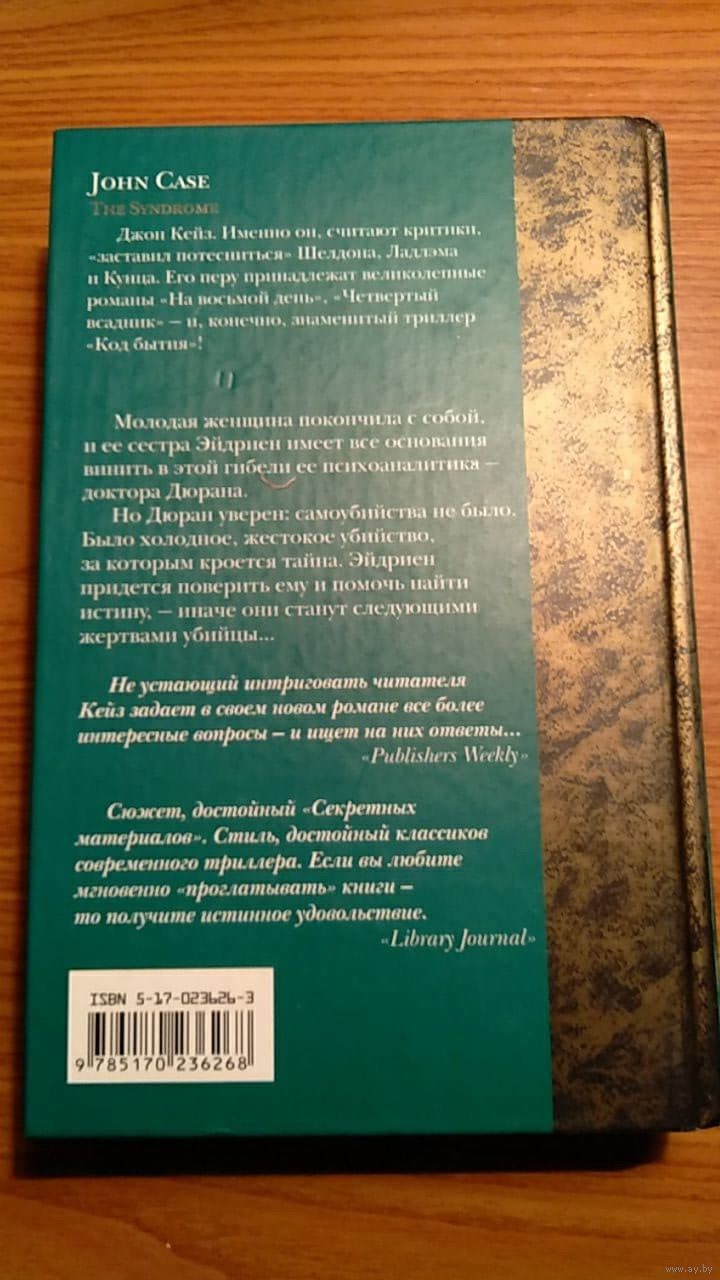 JOHN CASE
THE SYNDROME
Джон Кейз. Именно он, считают критики,
«заставил потесниться» Шелдона, Ладлэма
и Кунца. Его перу принадлежат великолепные
романы «На восьмой день», «Четвертый
всадник» – и, конечно, знаменитый триллер
«Код бытия»!
Молодая женщина покончила с собой,
и ее сестра Эйдриен имеет все основания
винить в этой гибели ее психоаналитика –
доктора Дюрана.
Но Дюран уверен: самоубийства не было.
Было холодное, жестокое убийство,
за которым кроется тайна. Эйдриен
придется поверить ему и помочь найти
истину, – иначе они станут следующими
жертвами убийцы...
Не устающий интриговать читателя
Кейз задает в своем новом романе все более
интересные вопросы – и ищет на них ответы...
«Publishers Weekly»
Сюжет, достойный «Секретных
материалов». Стиль, достойный классиков
современного триллера. Если вы любите
мгновенно «проглатывать» книги –
то получите истинное удовольствие.
«Library Journal»
ISBN 5-17-023626-3
9 785170 236268
www.ay.by